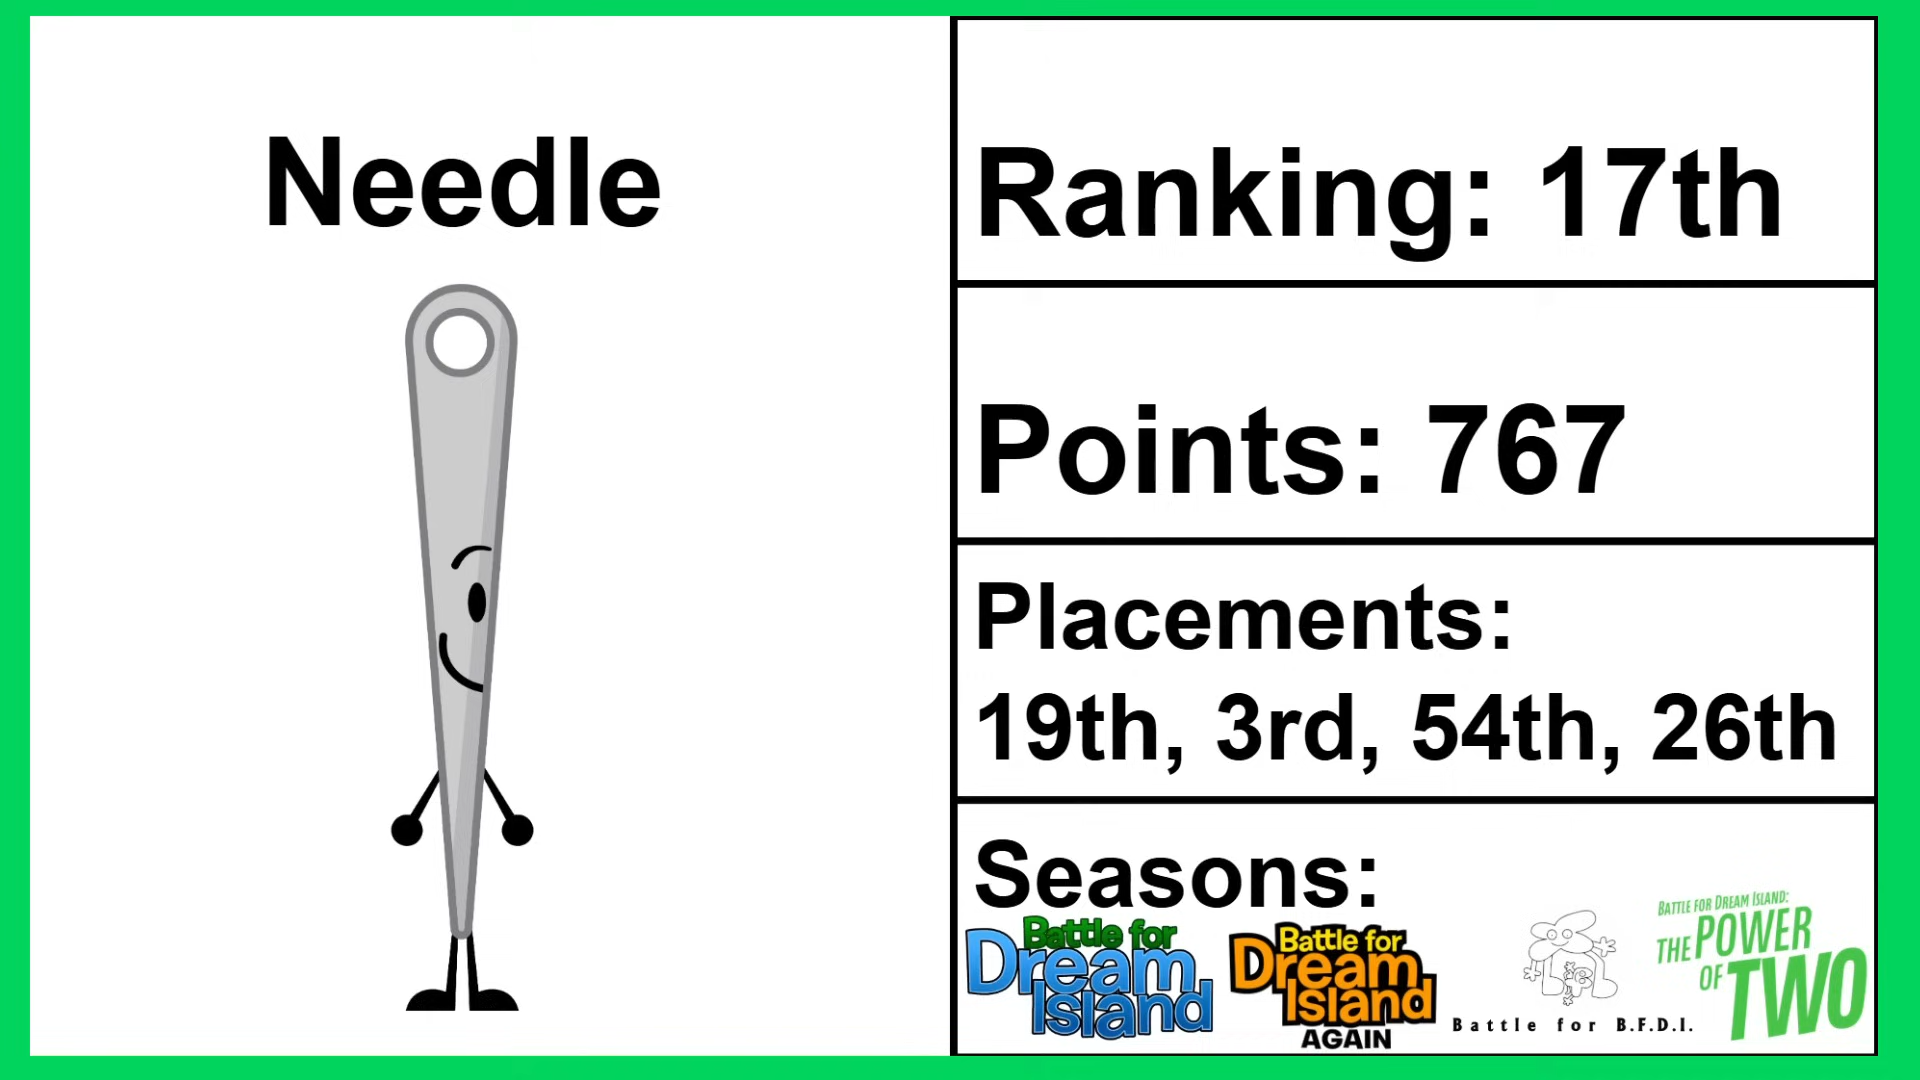 Needle
Ranking: 17th
Points: 767
Placements:
19th, 3rd, 54th, 26th
Seasons:
Battle for
Dream
Island
Battle for
Dream
Island
AGAIN
Battle for B.F.D.I.
BATTLE FOR DREAM ISLAND:
THE POWER
OF TWO